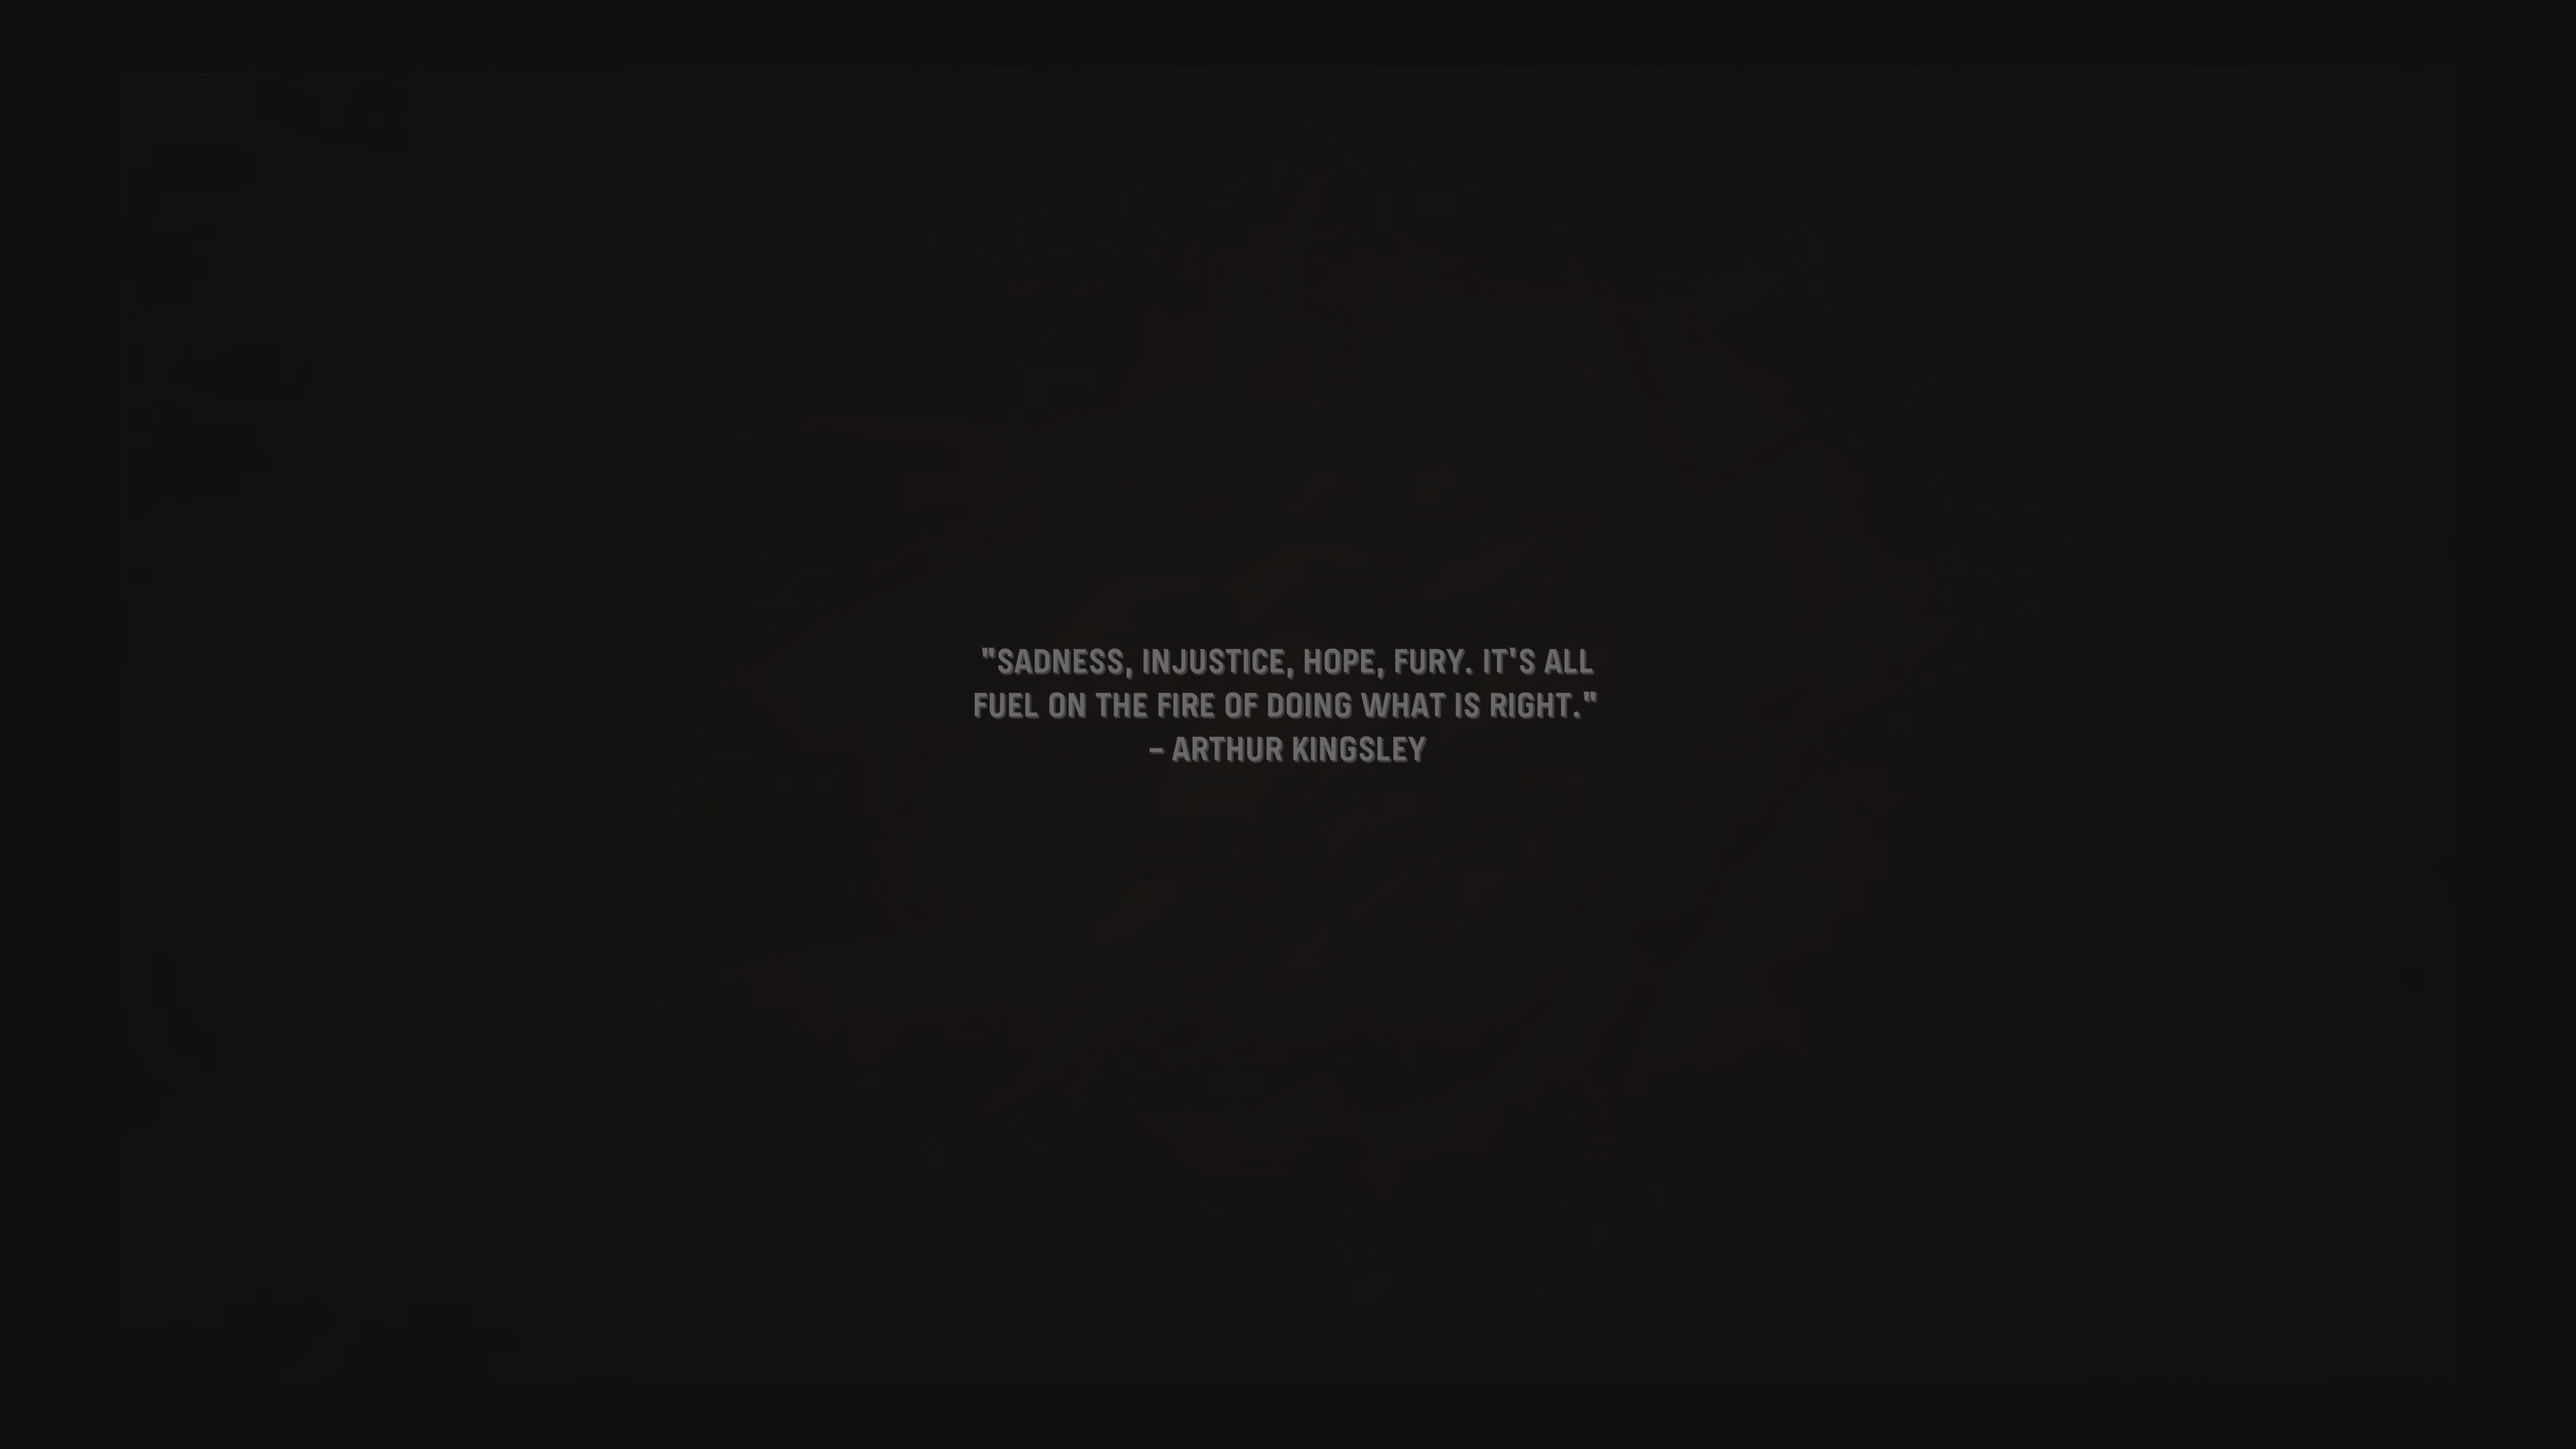 "SADNESS, INJUSTICE, HOPE, FURY. IT'S ALL
FUEL ON THE FIRE OF DOING WHAT IS RIGHT."
– ARTHUR KINGSLEY